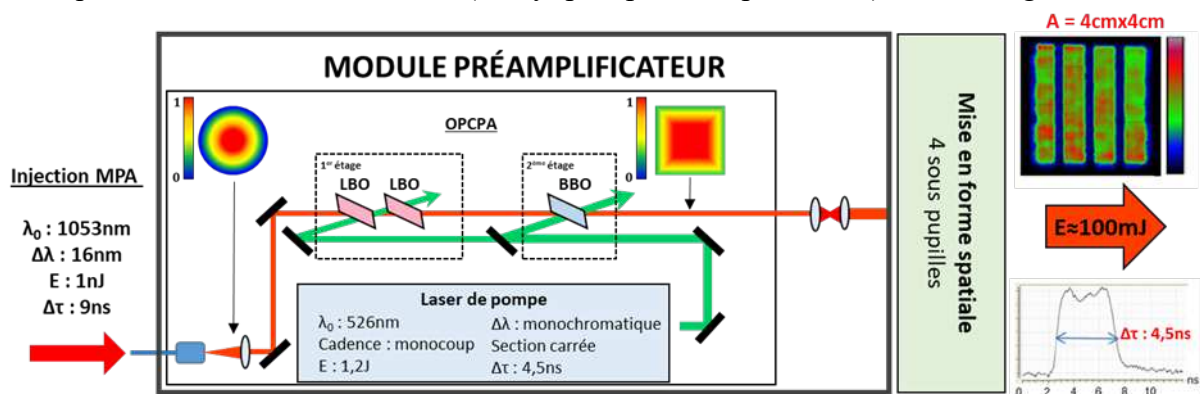 A = 4cmx4cm
MODULE PRÉAMPLIFICATEUR
1
0
OPCPA
1
0
1er étage
LBO LBO
2ème étage
BBO
Injection MPA
λ0 : 1053nm
Δλ : 16nm
E : 1nJ
Δτ : 9ns
Laser de pompe
λ0 : 526nm
Cadence : monocoup
E : 1,2J
Δλ : monochromatique
Section carrée
Δτ : 4,5ns
Mise en forme spatiale
4 sous pupilles
E≈100mJ
Δτ : 4,5ns
0 2 4 6 8 10 ns